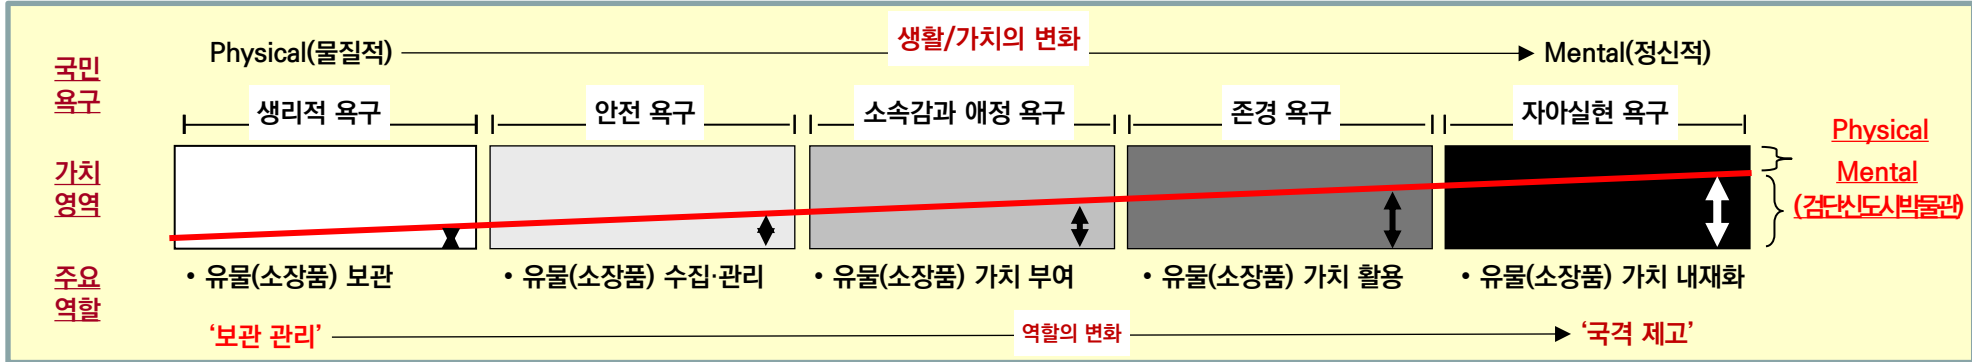 생활/가치의 변화
Physical(물질적)
Mental(정신적)
국민
욕구
생리적 욕구
안전 욕구
소속감과 애정 욕구
존경 욕구
자아실현 욕구
Physical
가치
영역
Mental
(검단신도시박물관)
주요
역할
• 유물(소장품) 보관
• 유물(소장품) 수집·관리
• 유물(소장품) 가치 부여
• 유물(소장품) 가치 활용
• 유물(소장품) 가치 내재화
‘보관 관리’
역할의 변화
‘국격 제고’